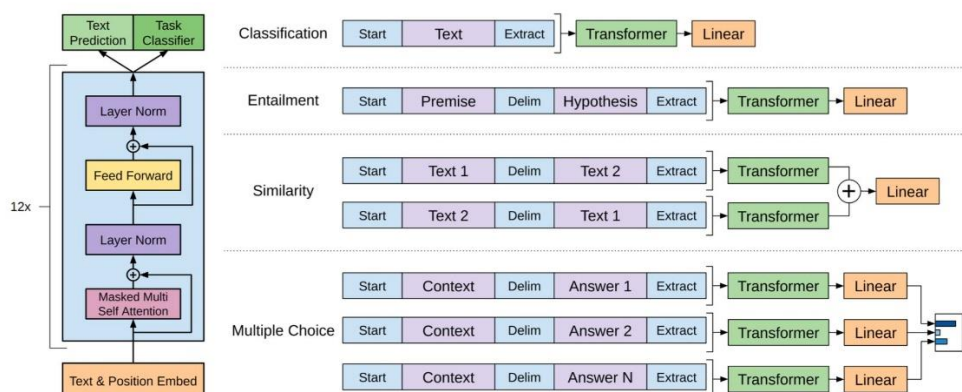 Text
Prediction
Task
Classifier
Layer Norm
Feed Forward
12x
Layer Norm
Masked Multi
Self Attention
Text & Position Embed
Classification
Start Text Extract Transformer Linear
Entailment
Start Premise Delim Hypothesis Extract Transformer Linear
Similarity
Start Text 1 Delim Text 2 Extract Transformer
Start Text 2 Delim Text 1 Extract Transformer
+ Linear
Multiple Choice
Start Context Delim Answer 1 Extract Transformer Linear
Start Context Delim Answer 2 Extract Transformer Linear
Start Context Delim Answer N Extract Transformer Linear